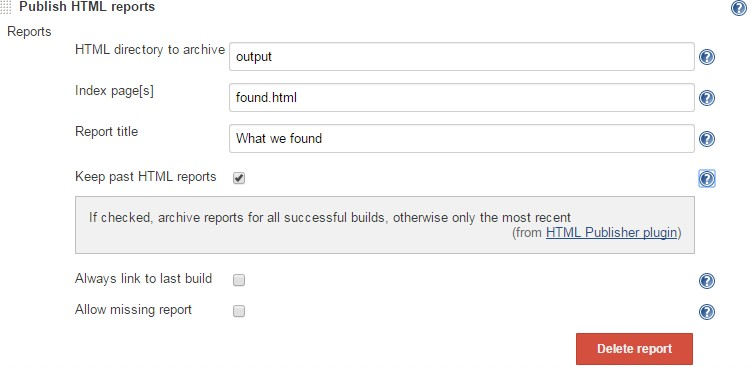 Publish HTML reports
Reports
HTML directory to archive output
Index page[s] found.html
Report title What we found
Keep past HTML reports
If checked, archive reports for all successful builds, otherwise only the most recent
(from HTML Publisher plugin)
Always link to last build
Allow missing report
Delete report